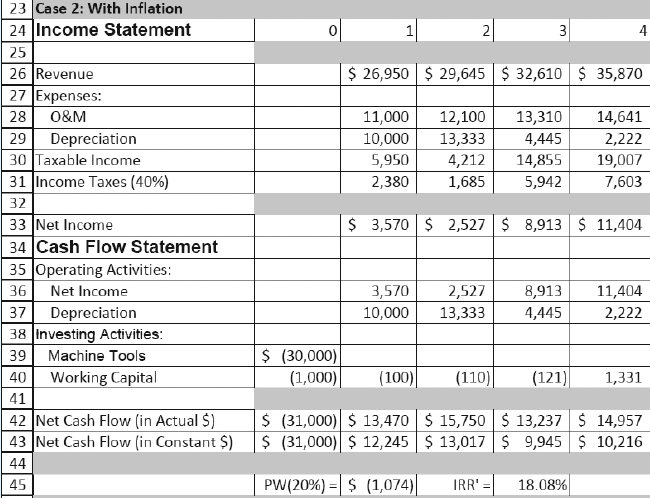 23 Case 2: With Inflation
24 Income Statement 0 1 2 3 4
25
26 Revenue $ 26,950 $ 29,645 $ 32,610 $ 35,870
27 Expenses:
28 O&M 11,000 12,100 13,310 14,641
29 Depreciation 10,000 13,333 4,445 2,222
30 Taxable Income 5,950 4,212 14,855 19,007
31 Income Taxes (40%) 2,380 1,685 5,942 7,603
32
33 Net Income $ 3,570 $ 2,527 $ 8,913 $ 11,404
34 Cash Flow Statement
35 Operating Activities:
36 Net Income 3,570 2,527 8,913 11,404
37 Depreciation 10,000 13,333 4,445 2,222
38 Investing Activities:
39 Machine Tools $ (30,000)
40 Working Capital (1,000) (100) (110) (121) 1,331
41
42 Net Cash Flow (in Actual $) $ (31,000) $ 13,470 $ 15,750 $ 13,237 $ 14,957
43 Net Cash Flow (in Constant $) $ (31,000) $ 12,245 $ 13,017 $ 9,945 $ 10,216
44
45 PW(20%) = $ (1,074) IRR' = 18.08%